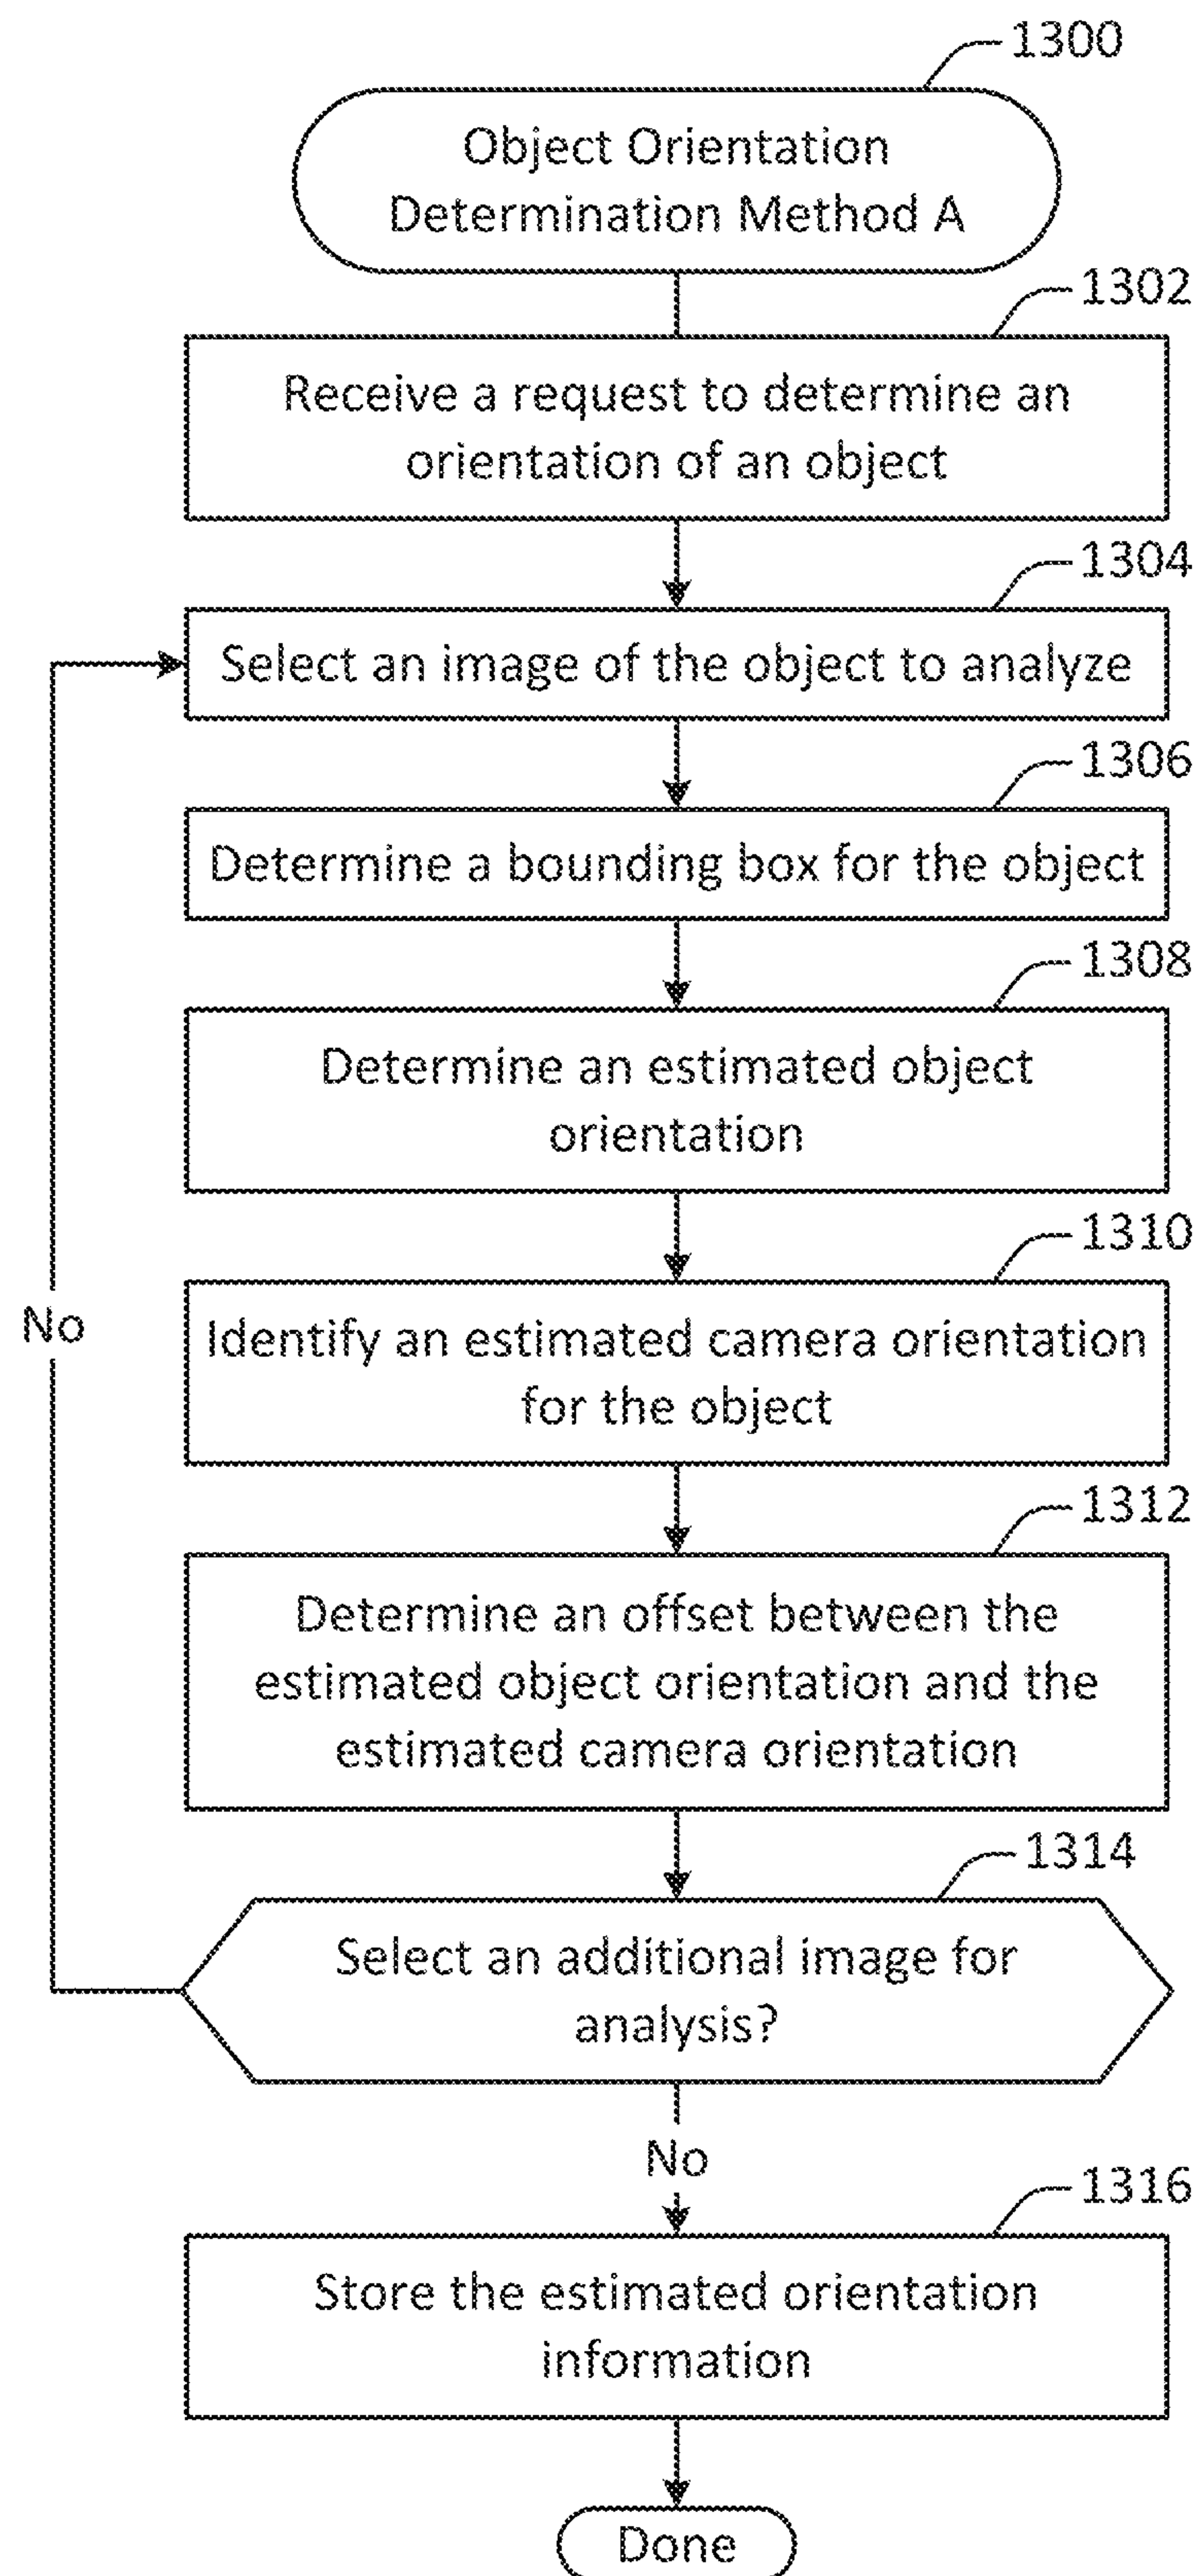 1300
Object Orientation
Determination Method A
1302
Receive a request to determine an
orientation of an object
1304
Select an image of the object to analyze
1306
Determine a bounding box for the object
1308
Determine an estimated object
orientation
1310
Identify an estimated camera orientation
for the object
No
1312
Determine an offset between the
estimated object orientation and the
estimated camera orientation
1314
Select an additional image for
analysis?
No
1316
Store the estimated orientation
information
Done